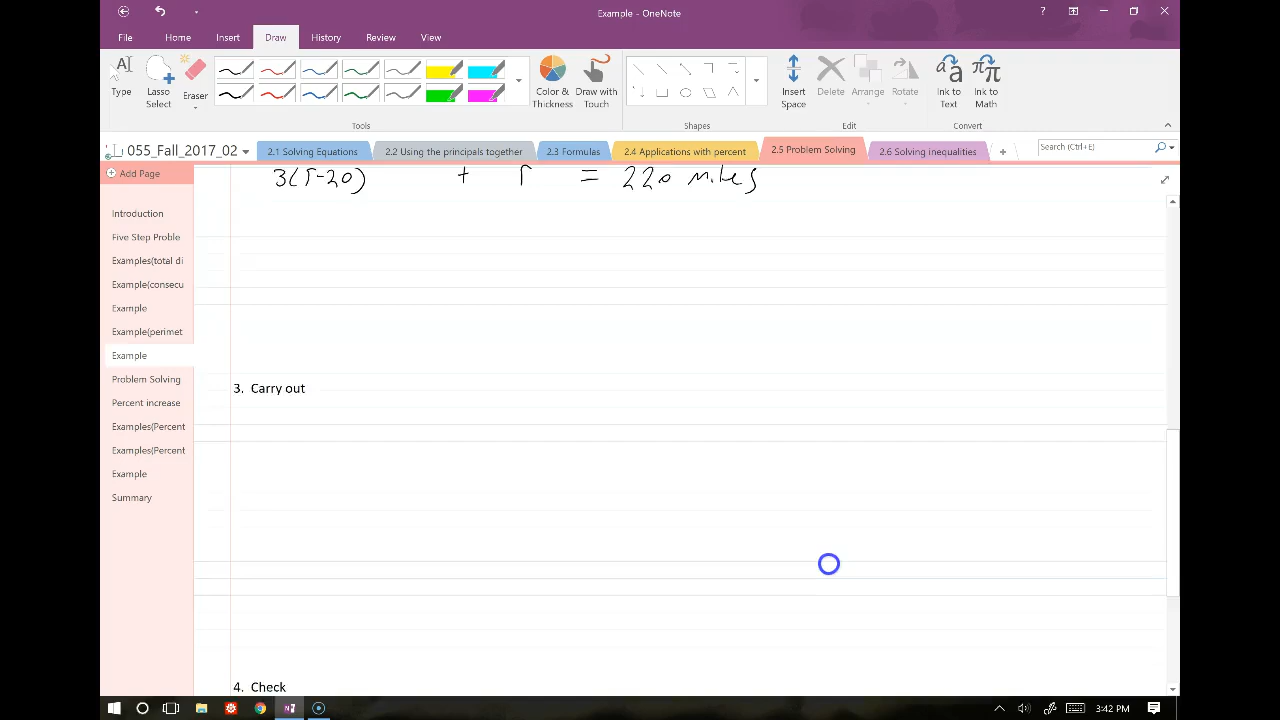 Example - OneNote
?
File Home Insert Draw History Review View
Type
Lasso Select
Eraser
Color & Thickness
Draw with Touch
Insert Space
Delete
Arrange
Rotate
Ink to Text
Ink to Math
Tools
Shapes
Edit
Convert
055_Fall_2017_02
2.1 Solving Equations
2.2 Using the principals together
2.3 Formulas
2.4 Applications with percent
2.5 Problem Solving
2.6 Solving inequalities
Search (Ctrl+E)
Add Page
Introduction
Five Step Proble
Examples(total di
Example(consecu
Example
Example(perimet
Example
Problem Solving
Percent increase
Examples(Percent
Examples(Percent
Example
Summary
3(r-20) + r = 220 miles
3. Carry out
4. Check
3:42 PM